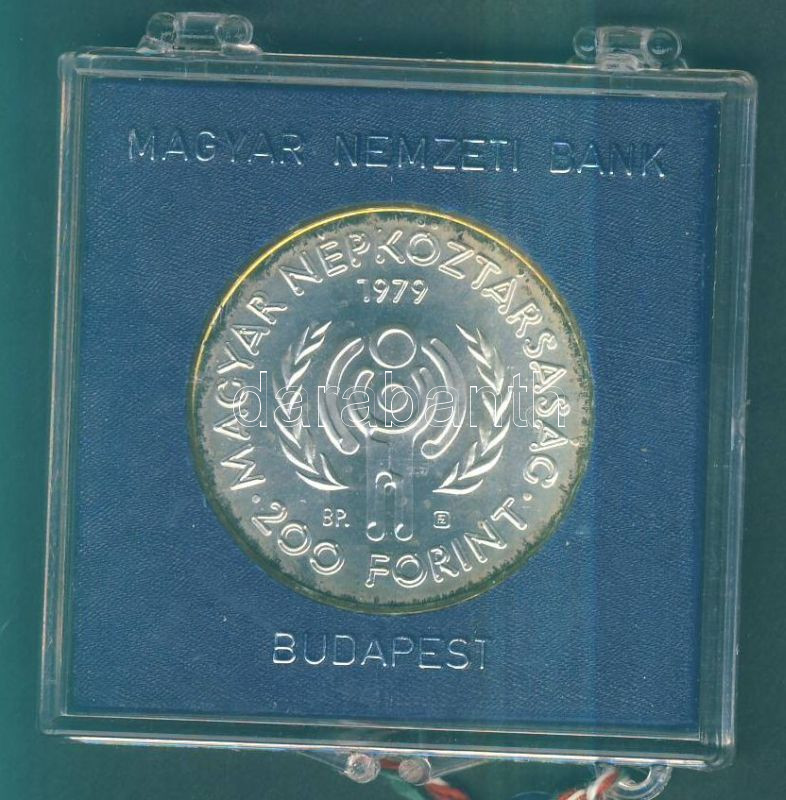 MAGYAR NEMZETI BANK
· MAGYAR NÉPKÖZTÁRSASÁG ·
1979
darabanth
BP.
200 FORINT
BUDAPEST